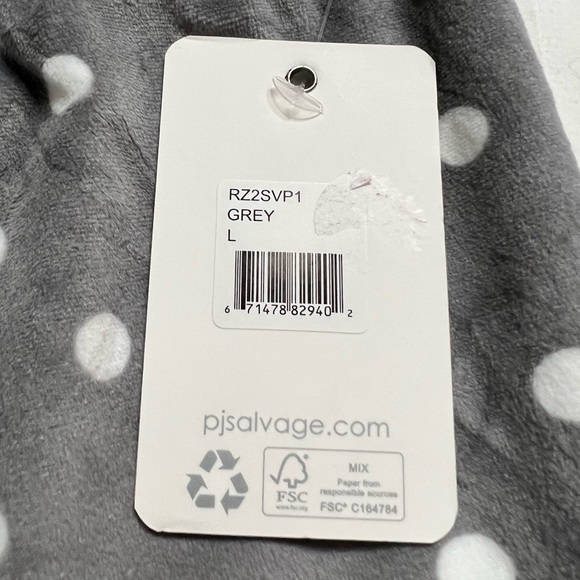 RZ2SVP1
GREY
L
6 71478 82940 2
pjsalvage.com
FSC
www.fsc.org
MIX
Paper from
responsible sources
FSC® C164784